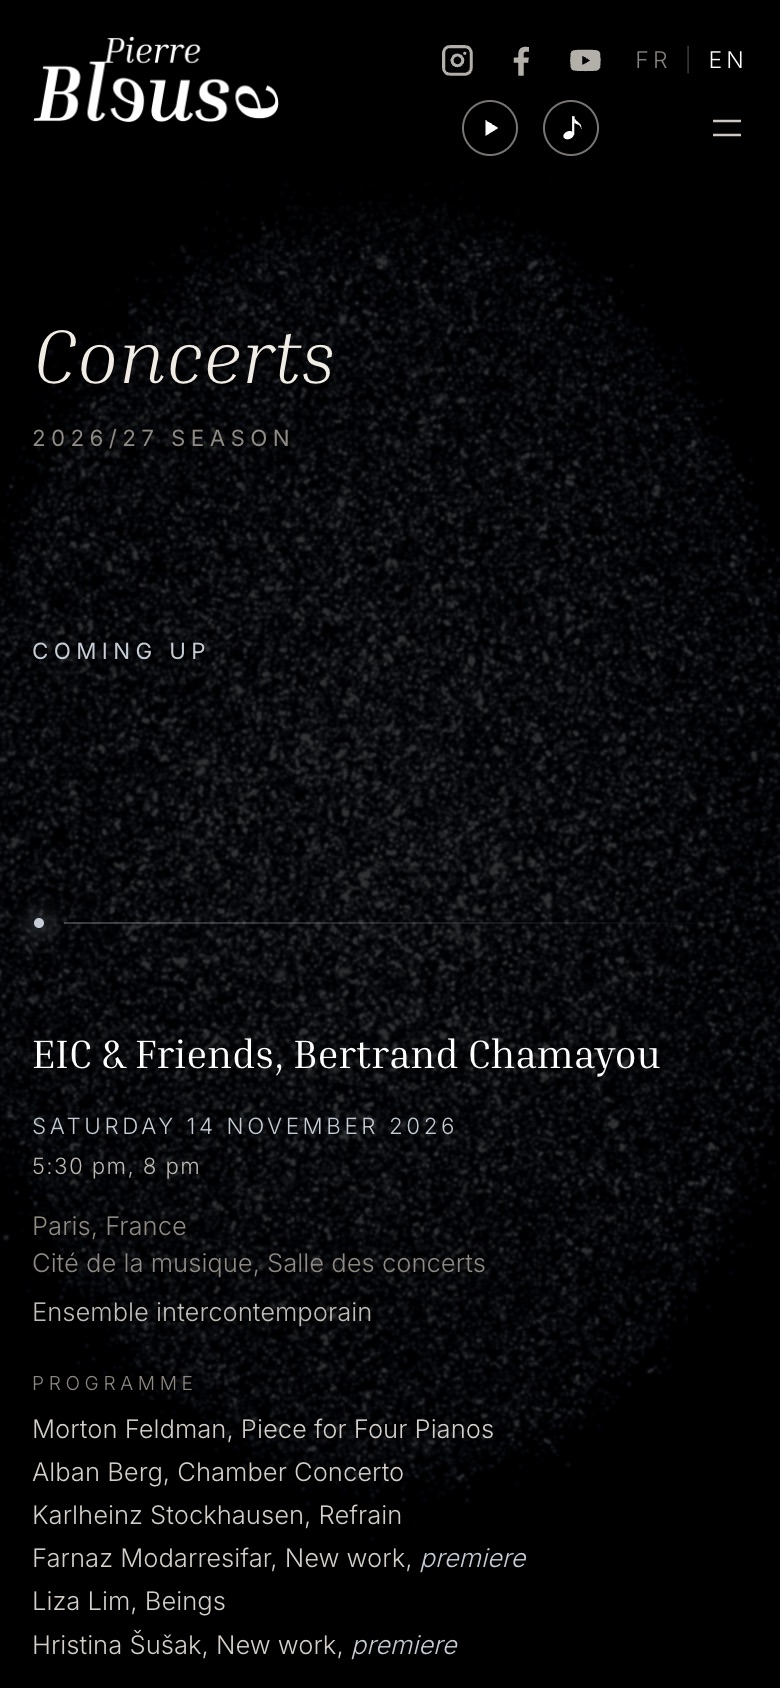 Pierre
Bleuse
FR | EN
Concerts
2026/27 SEASON
COMING UP
EIC & Friends, Bertrand Chamayou
SATURDAY 14 NOVEMBER 2026
5:30 pm, 8 pm
Paris, France
Cité de la musique, Salle des concerts
Ensemble intercontemporain
PROGRAMME
Morton Feldman, Piece for Four Pianos
Alban Berg, Chamber Concerto
Karlheinz Stockhausen, Refrain
Farnaz Modarresifar, New work, premiere
Liza Lim, Beings
Hristina Šušak, New work, premiere